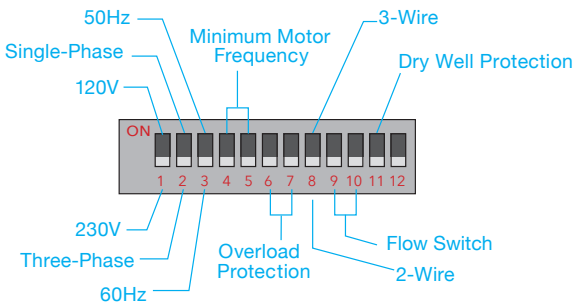 50Hz
3-Wire
Minimum Motor
Frequency
Single-Phase
Dry Well Protection
120V
ON
1 2 3 4 5 6 7 8 9 10 11 12
230V
Three-Phase
Overload
Protection
Flow Switch
2-Wire
60Hz